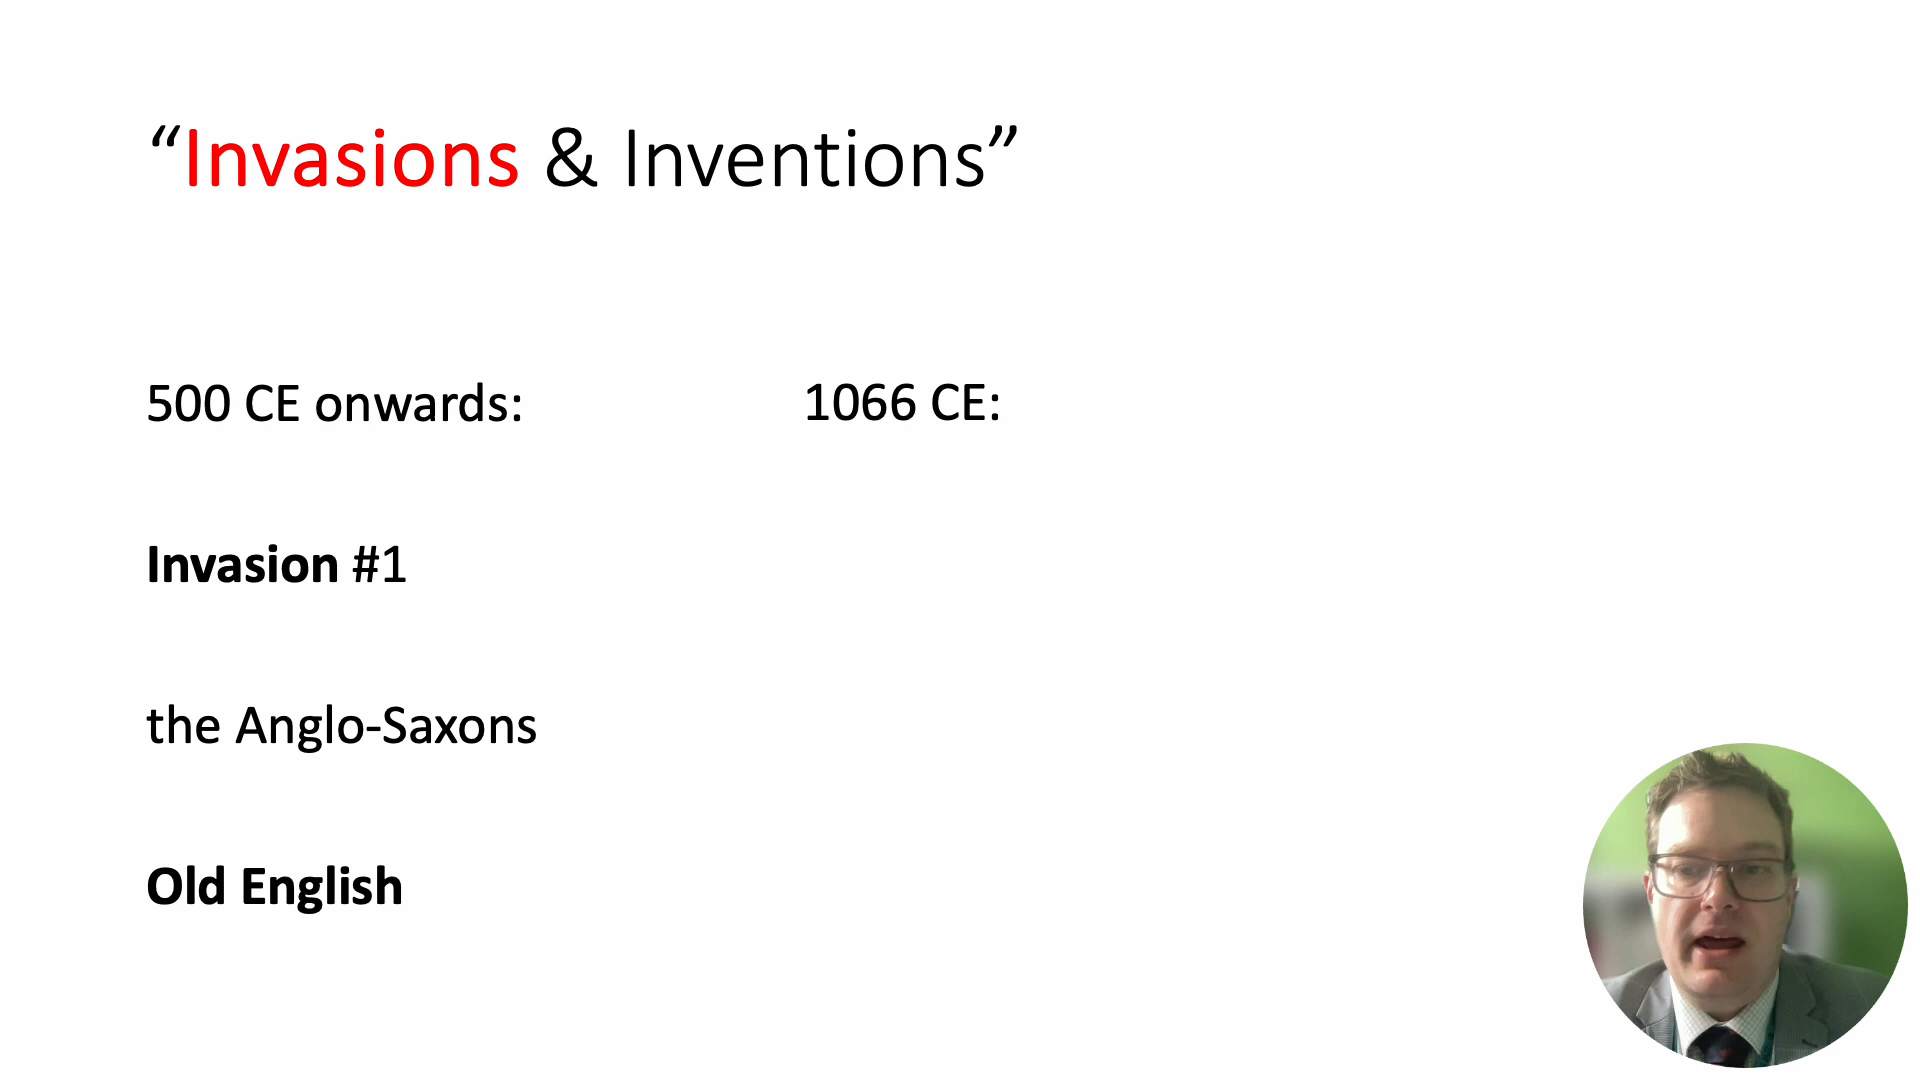 “Invasions & Inventions”
500 CE onwards:
1066 CE:
Invasion #1
the Anglo-Saxons
Old English